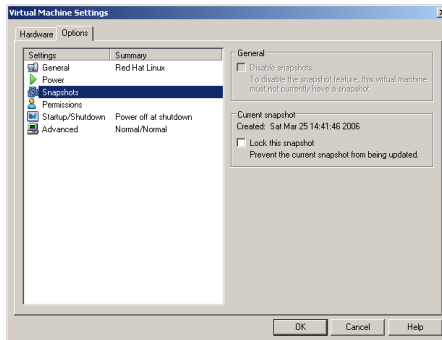 Virtual Machine Settings
Hardware Options
Settings Summary
General Red Hat Linux
Power
Snapshots
Permissions
Startup/Shutdown Power off at shutdown
Advanced Normal/Normal
General
Disable snapshots
To disable the snapshot feature, this virtual machine
must not currently have a snapshot.
Current snapshot
Created: Sat Mar 25 14:41:46 2006
Lock this snapshot
Prevent the current snapshot from being updated.
OK Cancel Help